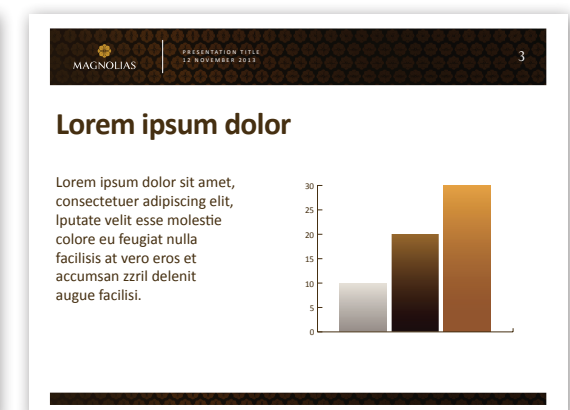 MAGNOLIAS
PRESENTATION TITLE
12 NOVEMBER 2013
3
Lorem ipsum dolor
Lorem ipsum dolor sit amet,
consectetuer adipiscing elit,
lputate velit esse molestie
colore eu feugiat nulla
facilisis at vero eros et
accumsan zzril delenit
augue facilisi.
30
25
20
15
10
5
0